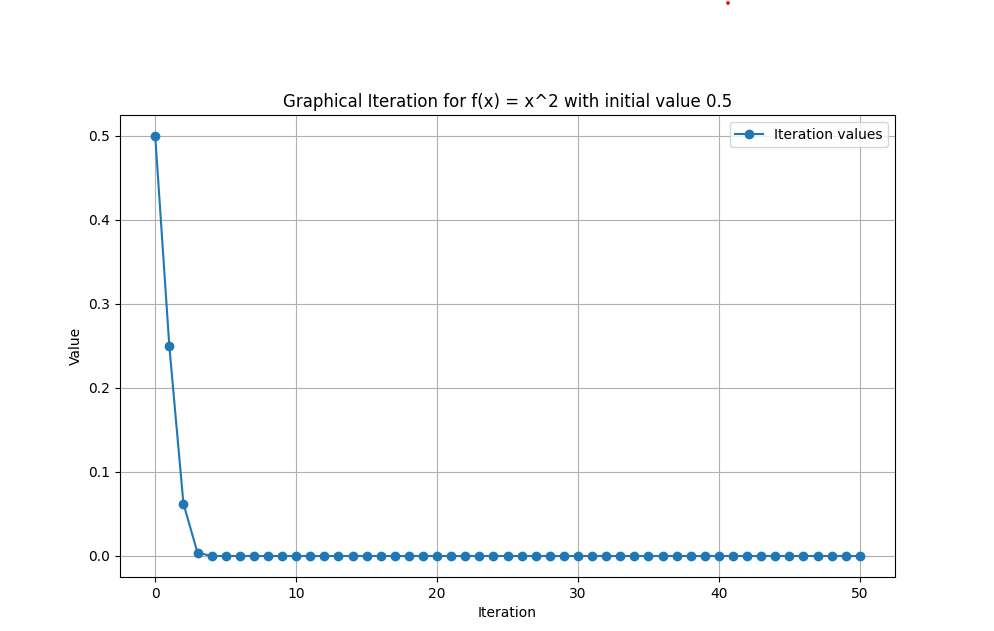 Graphical Iteration for f(x) = x^2 with initial value 0.5
Iteration values
0.5
0.4
0.3
0.2
0.1
0.0
Value
0 10 20 30 40 50
Iteration